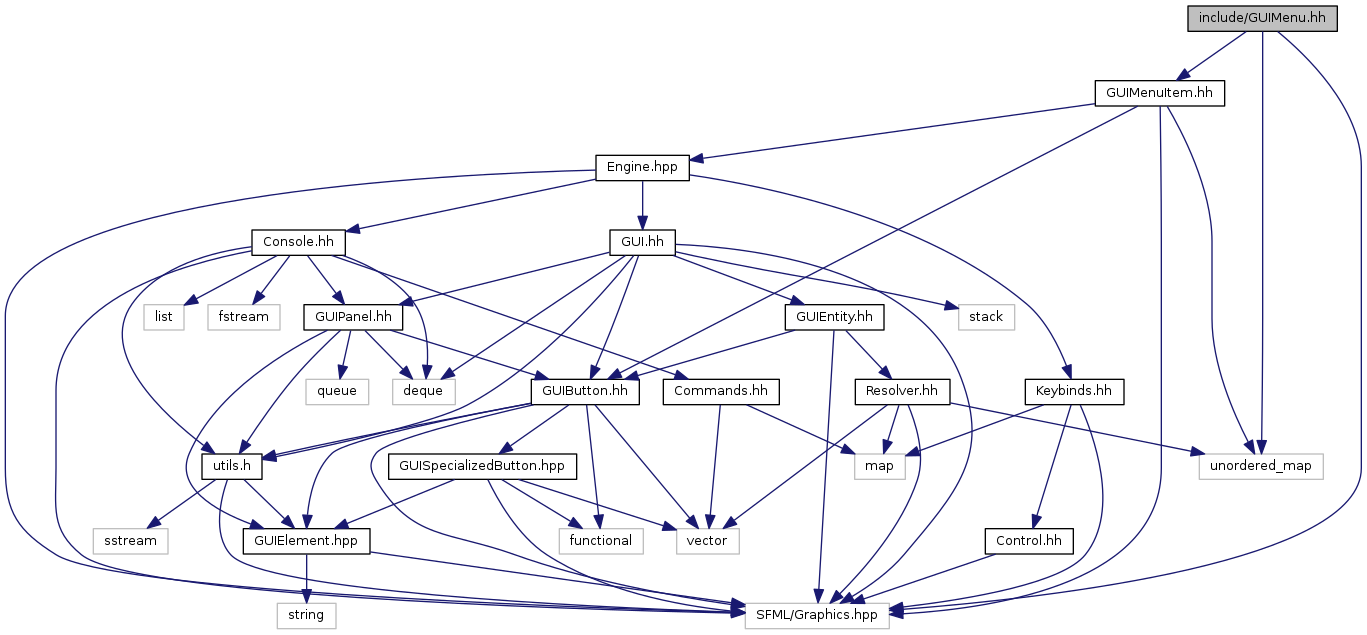 include/GUIMenu.hh
GUIMenuItem.hh
Engine.hpp
Console.hh
GUI.hh
list
fstream
GUIPanel.hh
GUIEntity.hh
stack
queue
deque
GUIButton.hh
Commands.hh
Resolver.hh
Keybinds.hh
utils.h
GUISpecializedButton.hpp
map
unordered_map
sstream
GUIElement.hpp
functional
vector
Control.hh
string
SFML/Graphics.hpp